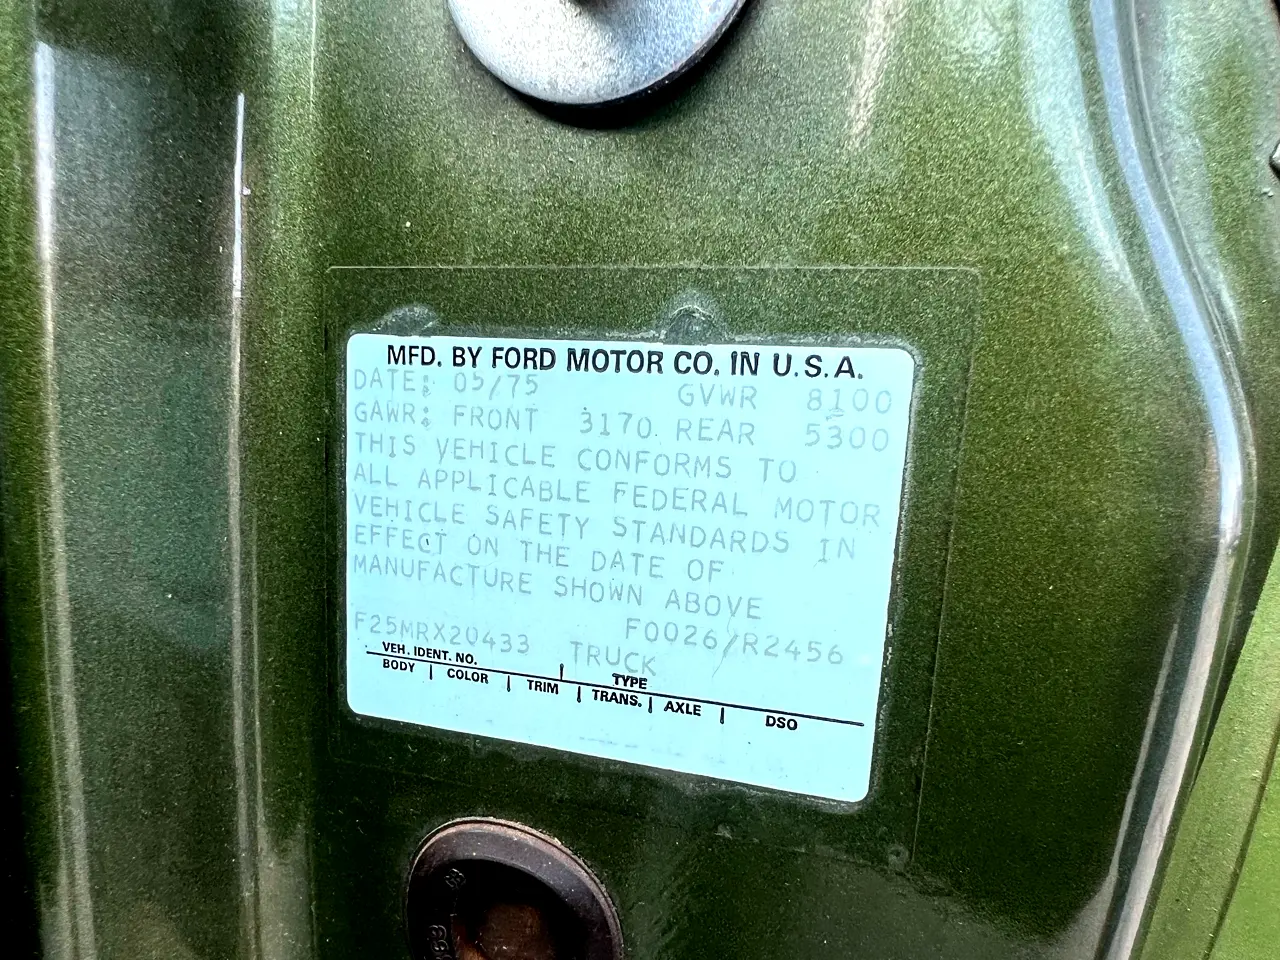 MFD. BY FORD MOTOR CO. IN U.S.A.
DATE: 05/75 GVWR 8100
GAWR: FRONT 3170 REAR 5300
THIS VEHICLE CONFORMS TO
ALL APPLICABLE FEDERAL MOTOR
VEHICLE SAFETY STANDARDS IN
EFFECT ON THE DATE OF
MANUFACTURE SHOWN ABOVE
F0026/R2456
F25MRX20433 TRUCK
VEH. IDENT. NO. TYPE
BODY COLOR TRIM TRANS. AXLE DSO